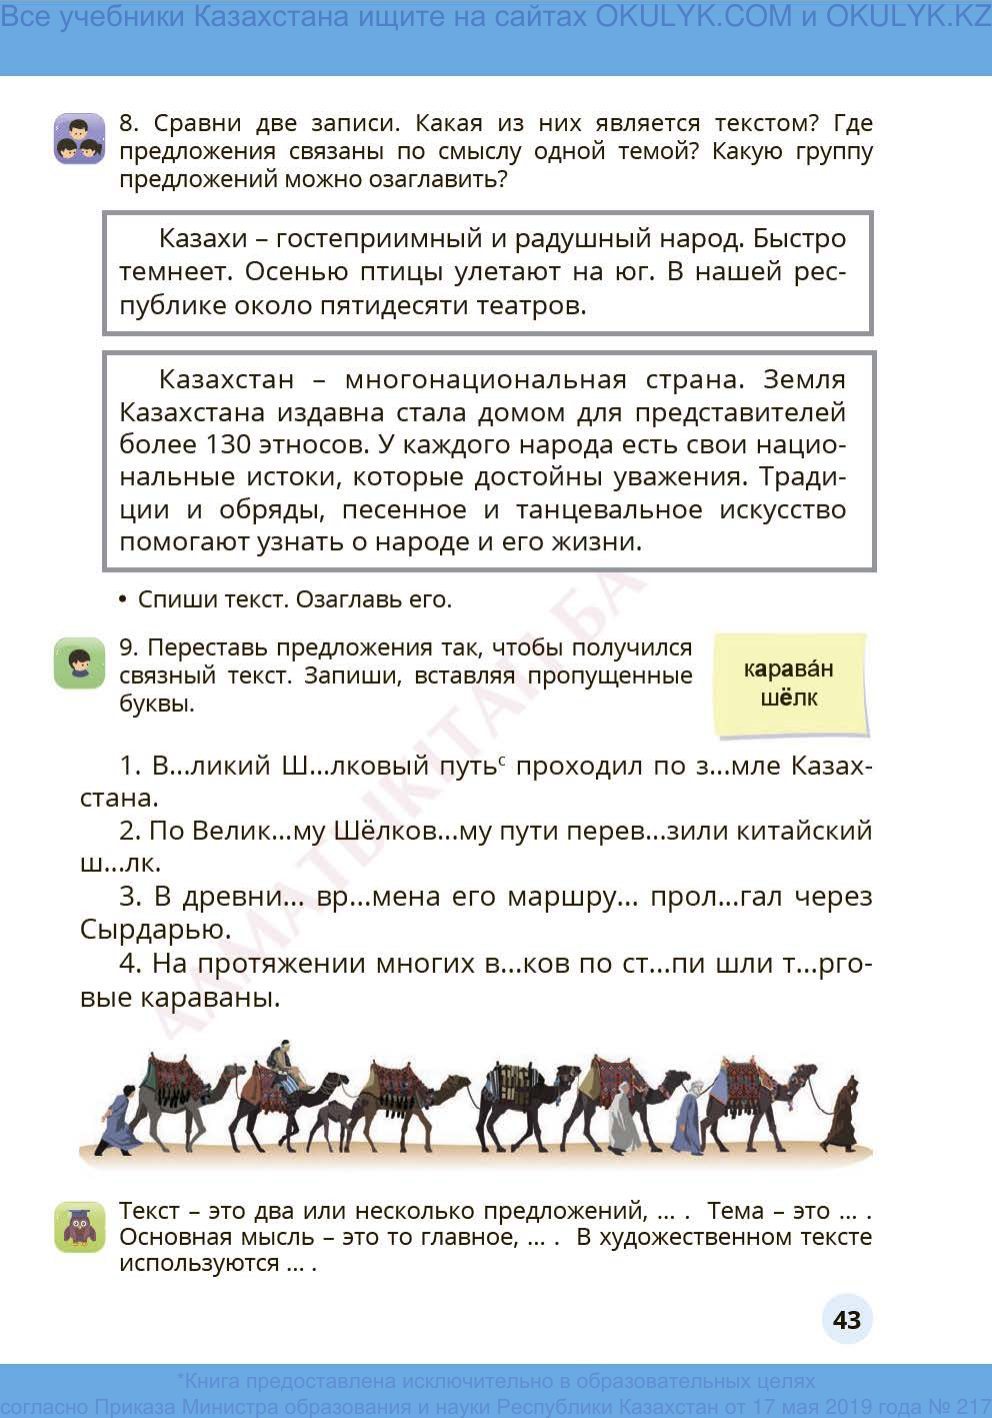 Все учебники Казахстана ищите на сайтах OKULYK.COM и OKULYK.KZ
8. Сравни две записи. Какая из них является текстом? Где
предложения связаны по смыслу одной темой? Какую группу
предложений можно озаглавить?
Казахи – гостеприимный и радушный народ. Быстро
темнеет. Осенью птицы улетают на юг. В нашей рес-
публике около пятидесяти театров.
Казахстан – многонациональная страна. Земля
Казахстана издавна стала домом для представителей
более 130 этносов. У каждого народа есть свои нацио-
нальные истоки, которые достойны уважения. Тради-
ции и обряды, песенное и танцевальное искусство
помогают узнать о народе и его жизни.
• Спиши текст. Озаглавь его.
9. Переставь предложения так, чтобы получился
связный текст. Запиши, вставляя пропущенные
буквы.
карава́н
шёлк
1. В...ликий Ш...лковый путьс проходил по з...мле Казах-
стана.
2. По Велик...му Шёлков...му пути перев...зили китайский
ш...лк.
3. В древни... вр...мена его маршру... прол...гал через
Сырдарью.
4. На протяжении многих в...ков по ст...пи шли т...рго-
вые караваны.
АЛМАТЫКІТАП БА
Текст – это два или несколько предложений, ... . Тема – это ... .
Основная мысль – это то главное, ... . В художественном тексте
используются ... .
43
*Книга предоставлена исключительно в образовательных целях
согласно Приказа Министра образования и науки Республики Казахстан от 17 мая 2019 года № 217